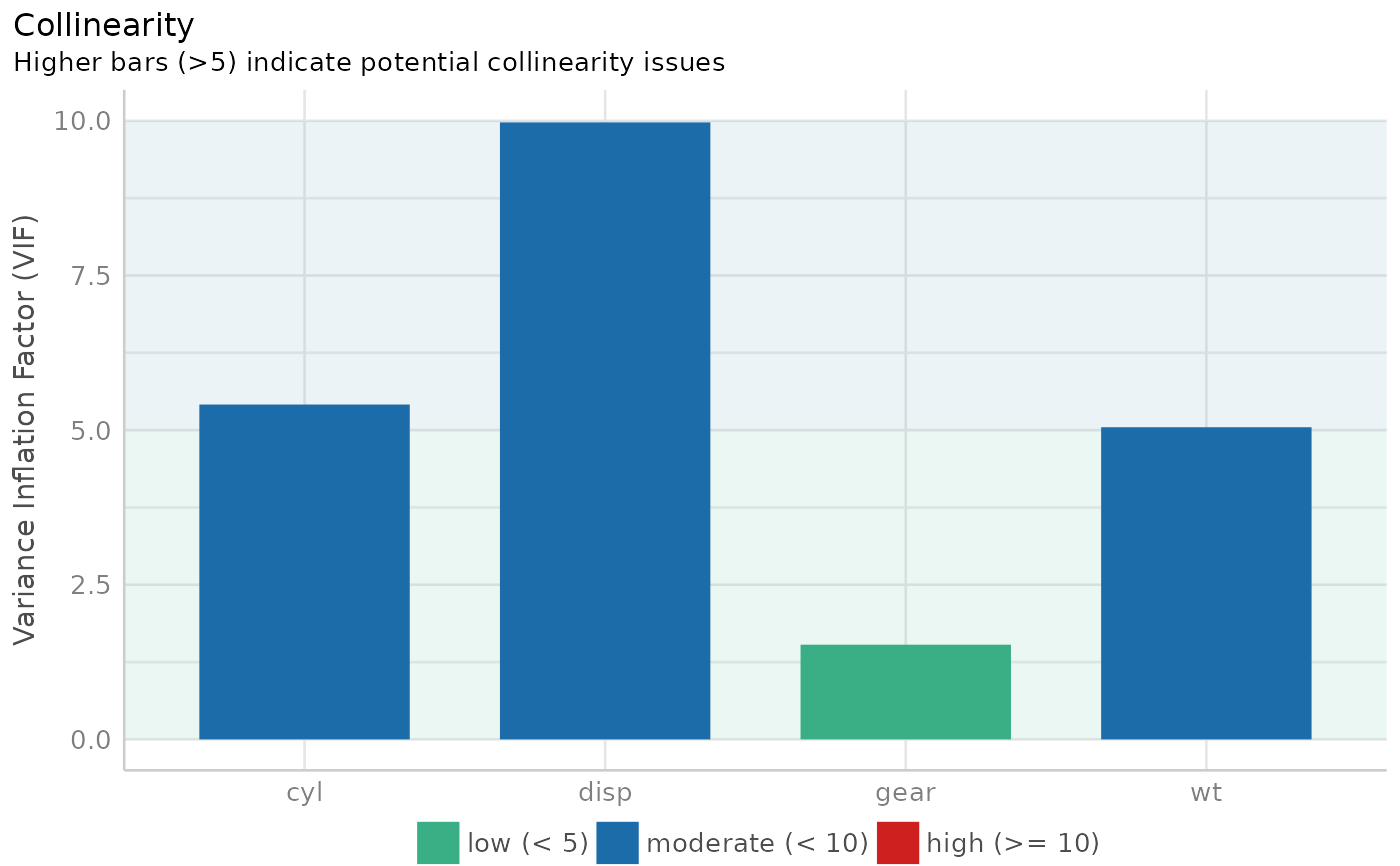 Collinearity
Higher bars (>5) indicate potential collinearity issues
Variance Inflation Factor (VIF)
10.0
7.5
5.0
2.5
0.0
cyl disp gear wt
low (< 5) moderate (< 10) high (>= 10)